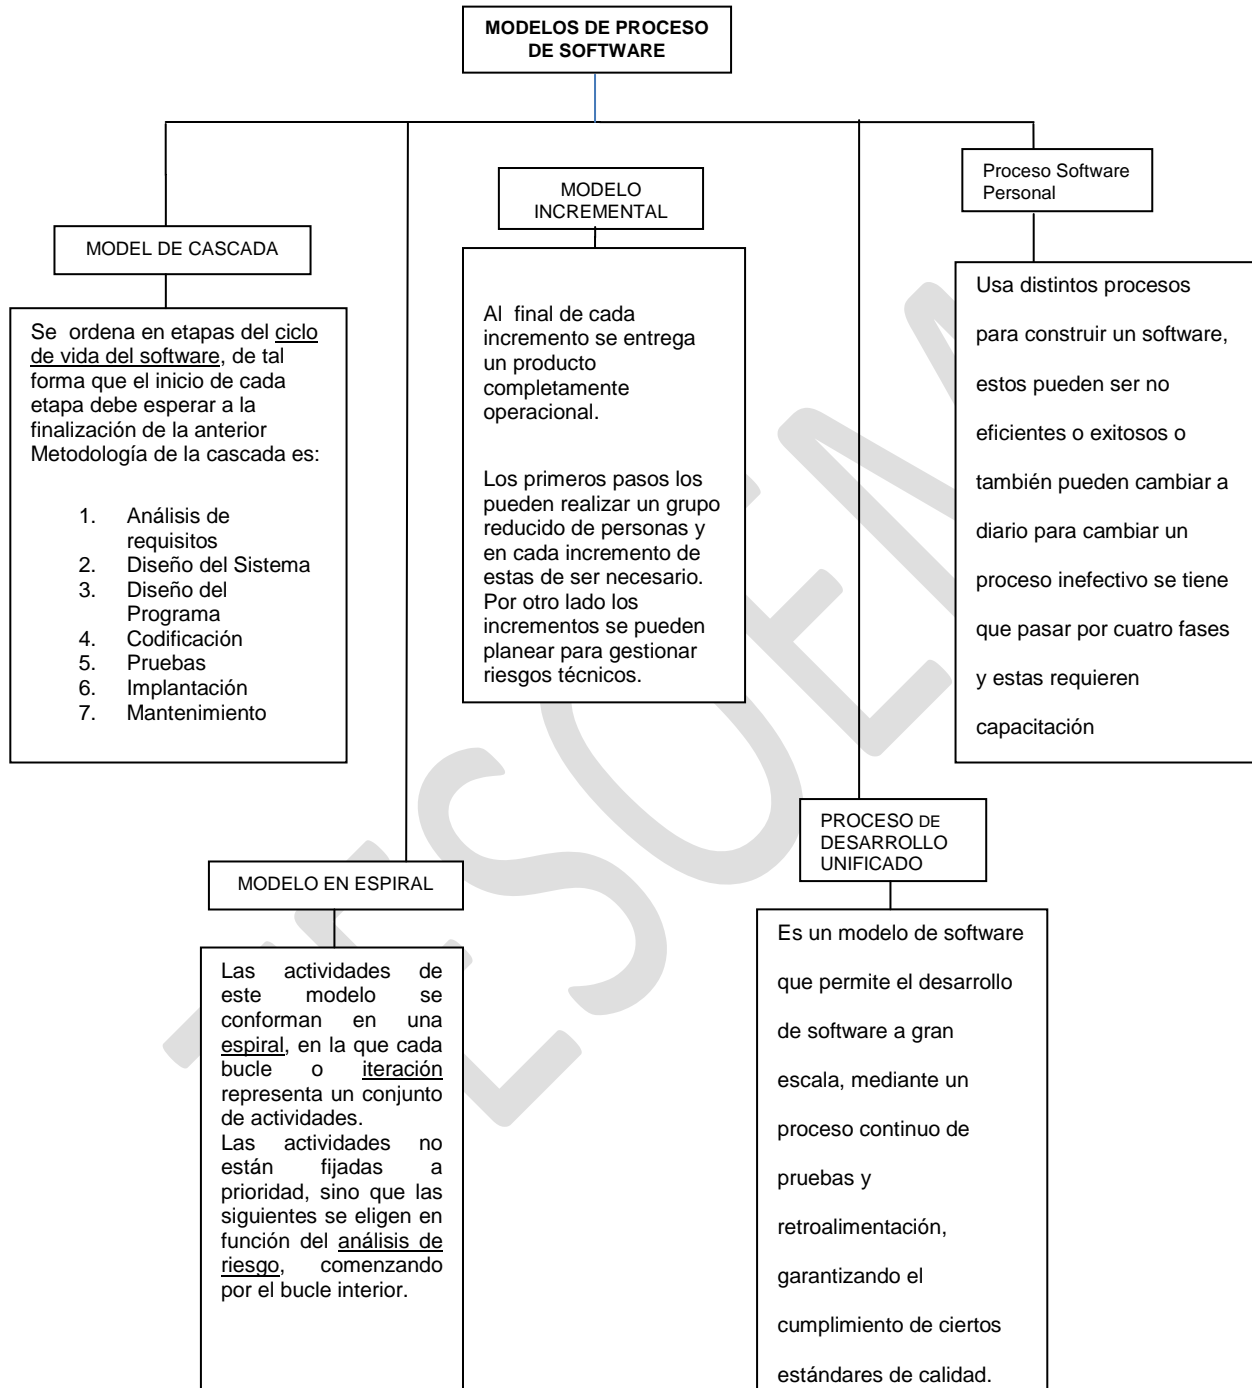 MODELOS DE PROCESO
DE SOFTWARE
MODEL DE CASCADA
Se ordena en etapas del ciclo
de vida del software, de tal
forma que el inicio de cada
etapa debe esperar a la
finalización de la anterior
Metodología de la cascada es:
1. Análisis de
requisitos
2. Diseño del Sistema
3. Diseño del
Programa
4. Codificación
5. Pruebas
6. Implantación
7. Mantenimiento
MODELO
INCREMENTAL
Al final de cada
incremento se entrega
un producto
completamente
operacional.
Los primeros pasos los
pueden realizar un grupo
reducido de personas y
en cada incremento de
estas de ser necesario.
Por otro lado los
incrementos se pueden
planear para gestionar
riesgos técnicos.
Proceso Software
Personal
Usa distintos procesos
para construir un software,
estos pueden ser no
eficientes o exitosos o
también pueden cambiar a
diario para cambiar un
proceso inefectivo se tiene
que pasar por cuatro fases
y estas requieren
capacitación
MODELO EN ESPIRAL
Las actividades de
este modelo se
conforman en una
espiral, en la que cada
bucle o iteración
representa un conjunto
de actividades.
Las actividades no
están fijadas a
prioridad, sino que las
siguientes se eligen en
función del análisis de
riesgo, comenzando
por el bucle interior.
PROCESO DE
DESARROLLO
UNIFICADO
Es un modelo de software
que permite el desarrollo
de software a gran
escala, mediante un
proceso continuo de
pruebas y
retroalimentación,
garantizando el
cumplimiento de ciertos
estándares de calidad.
TESOEM